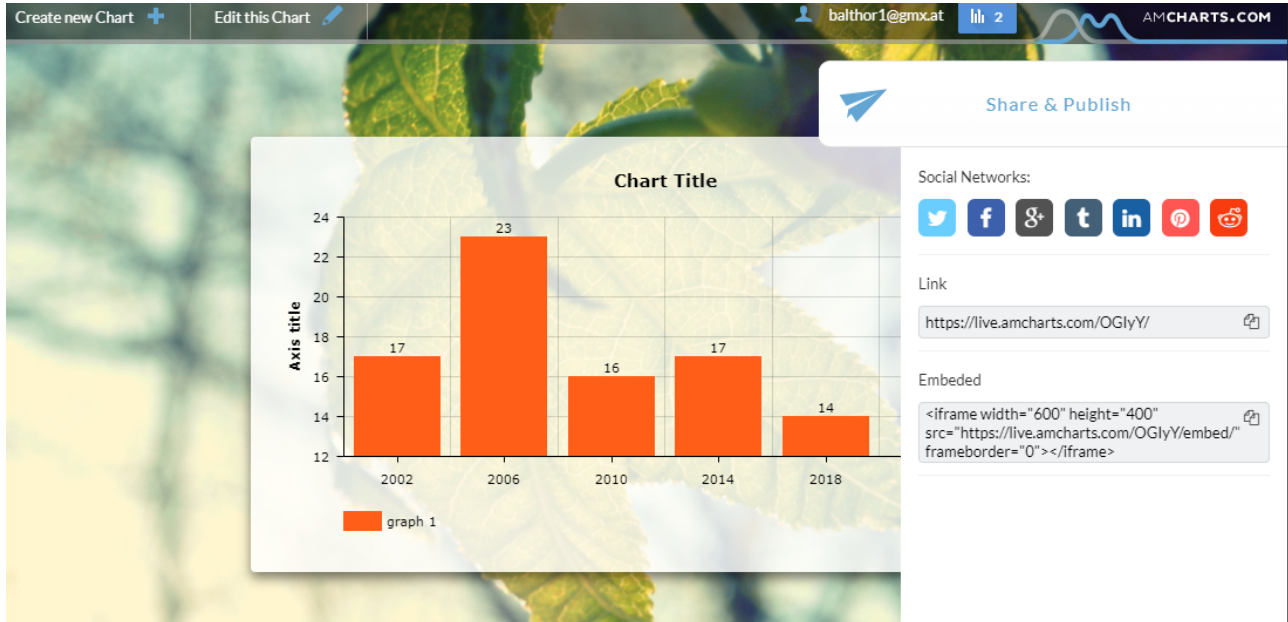 Create new Chart
Edit this Chart
balthor1@gmx.at
2
AMCHARTS.COM
Share & Publish
Chart Title
24
22
20
18
16
14
12
Axis title
17
23
16
17
14
2002
2006
2010
2014
2018
graph 1
Social Networks:
Link
https://live.amcharts.com/OGIyY/
Embeded
<iframe width="600" height="400"
src="https://live.amcharts.com/OGIyY/embed/"
frameborder="0"></iframe>